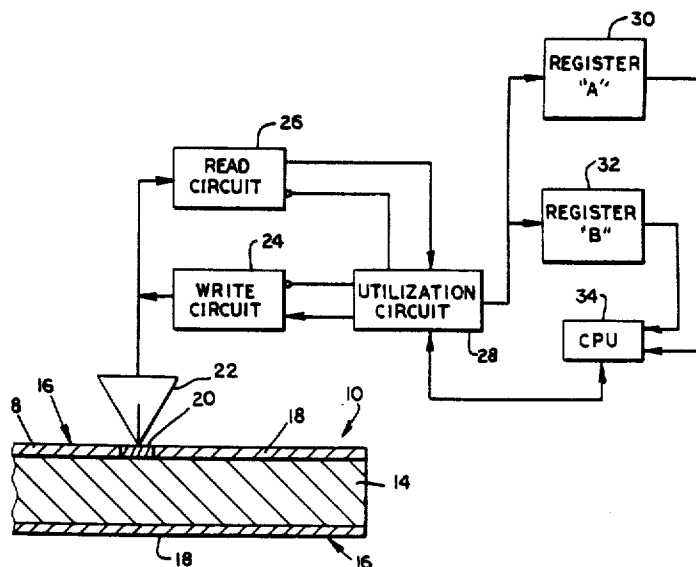 30
REGISTER
"A"
26
READ
CIRCUIT
32
REGISTER
"B"
24
WRITE
CIRCUIT
UTILIZATION
CIRCUIT
28
34
CPU
22
16
8
20
18
10
14
18
16